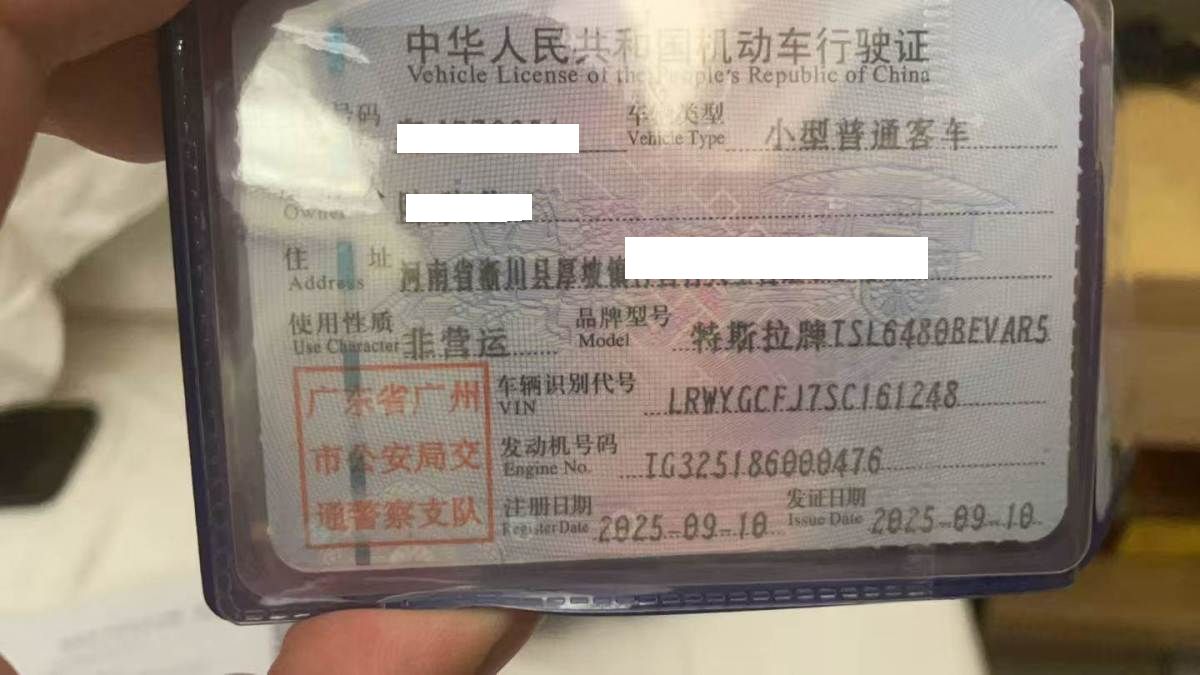 中华人民共和国机动车行驶证
Vehicle License of the People's Republic of China
号码 车辆类型 小型普通客车
Vehicle Type
Owner
住址 河南省淅川县厚坡镇
Address
使用性质 非营运 品牌型号 特斯拉牌TSL6480BEVAR5
Use Character Model
广东省广州
市公安局交
通警察支队
车辆识别代号 LRWYGCFJ7SC161248
VIN
发动机号码 TG325186000476
Engine No.
注册日期 2025-09-10 发证日期 2025-09-10
Register Date Issue Date